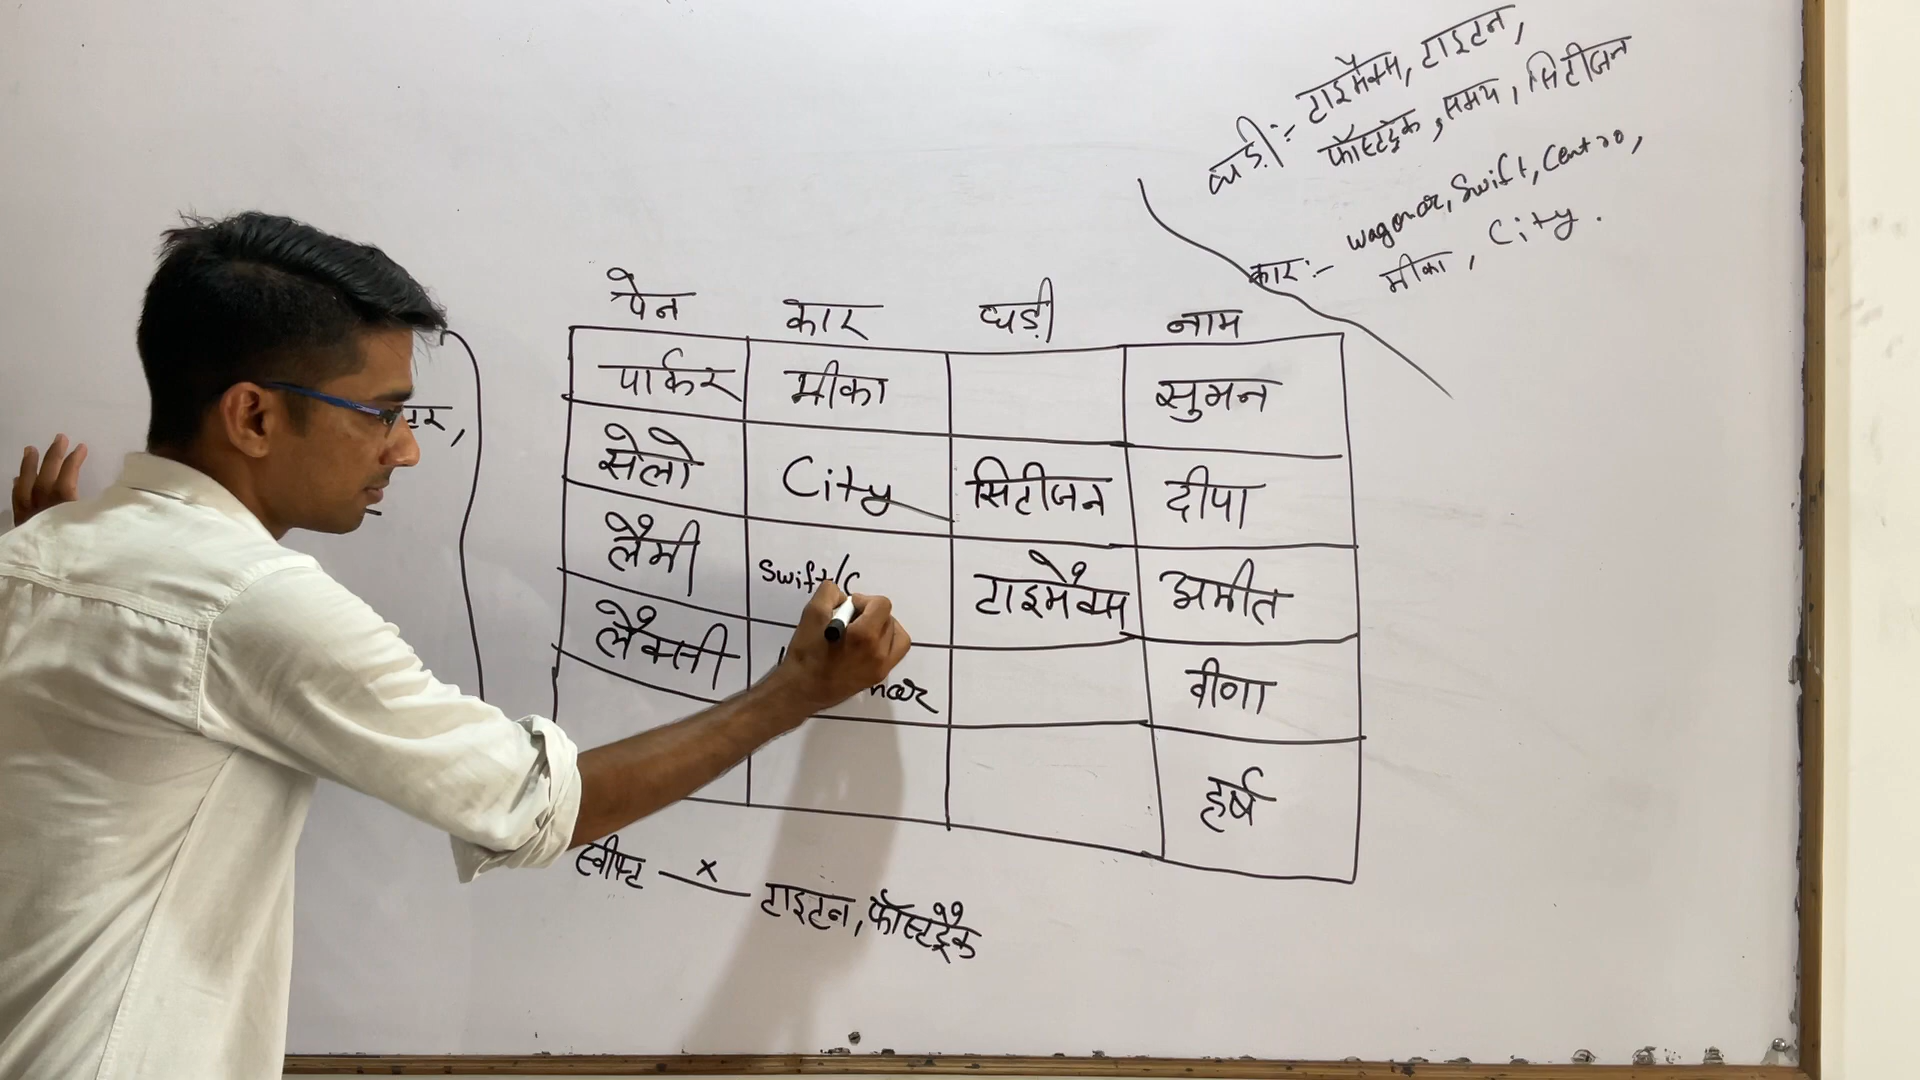 घड़ी:- टाइमैक्स, टाइटन,
फॉस्टट्रैक, समय, सिटीजन
कार:- wagonar, Swift, Centro,
मीका, City.
पेन कार घड़ी नाम
पार्कर मीका सुमन
सेलो City सिटीजन दीपा
लैमी Swift/C टाइमैक्स अमीत
लैक्सी वीणा
हर्ष
स्वीफ्ट x टाइटन, फॉस्टट्रैक